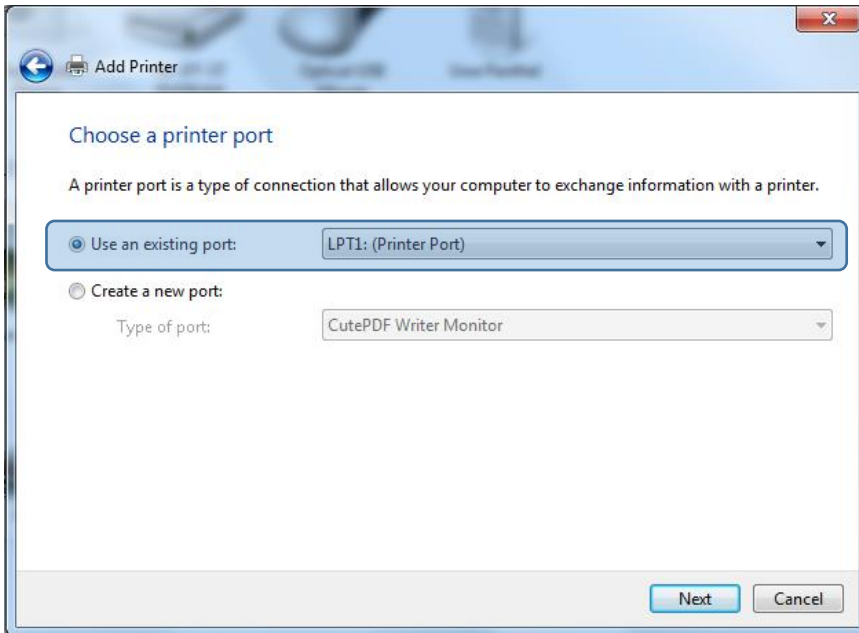 Add Printer
Choose a printer port
A printer port is a type of connection that allows your computer to exchange information with a printer.
Use an existing port: LPT1: (Printer Port)
Create a new port:
Type of port: CutePDF Writer Monitor
Next Cancel